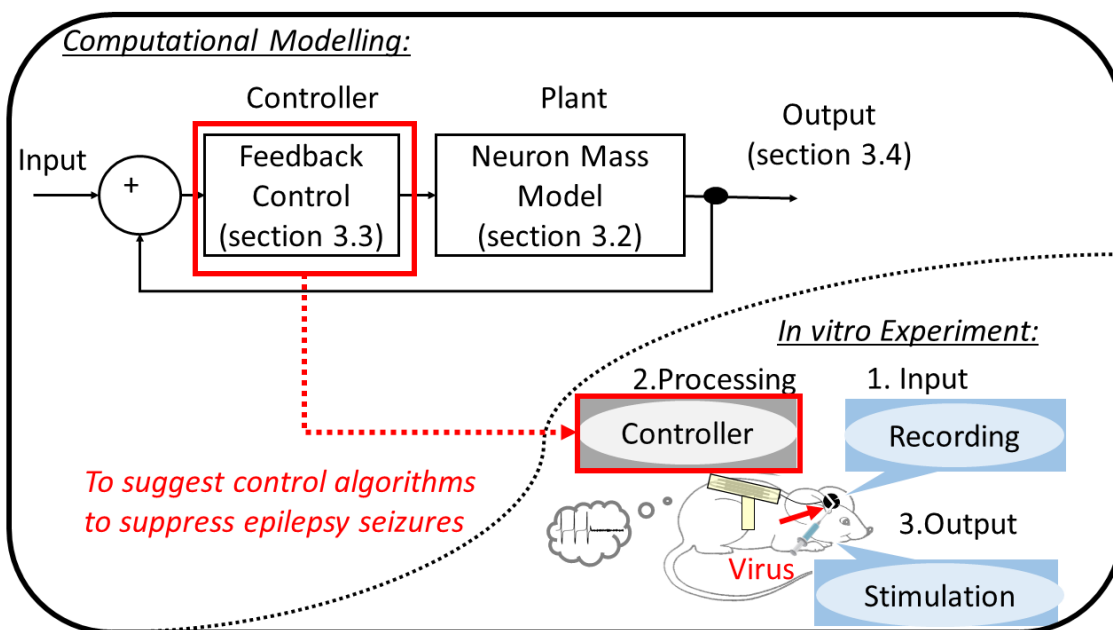 Computational Modelling:
Controller
Plant
Output
(section 3.4)
Input
+
Feedback
Control
(section 3.3)
Neuron Mass
Model
(section 3.2)
In vitro Experiment:
2.Processing
1. Input
Controller
Recording
To suggest control algorithms
to suppress epilepsy seizures
3.Output
Virus
Stimulation